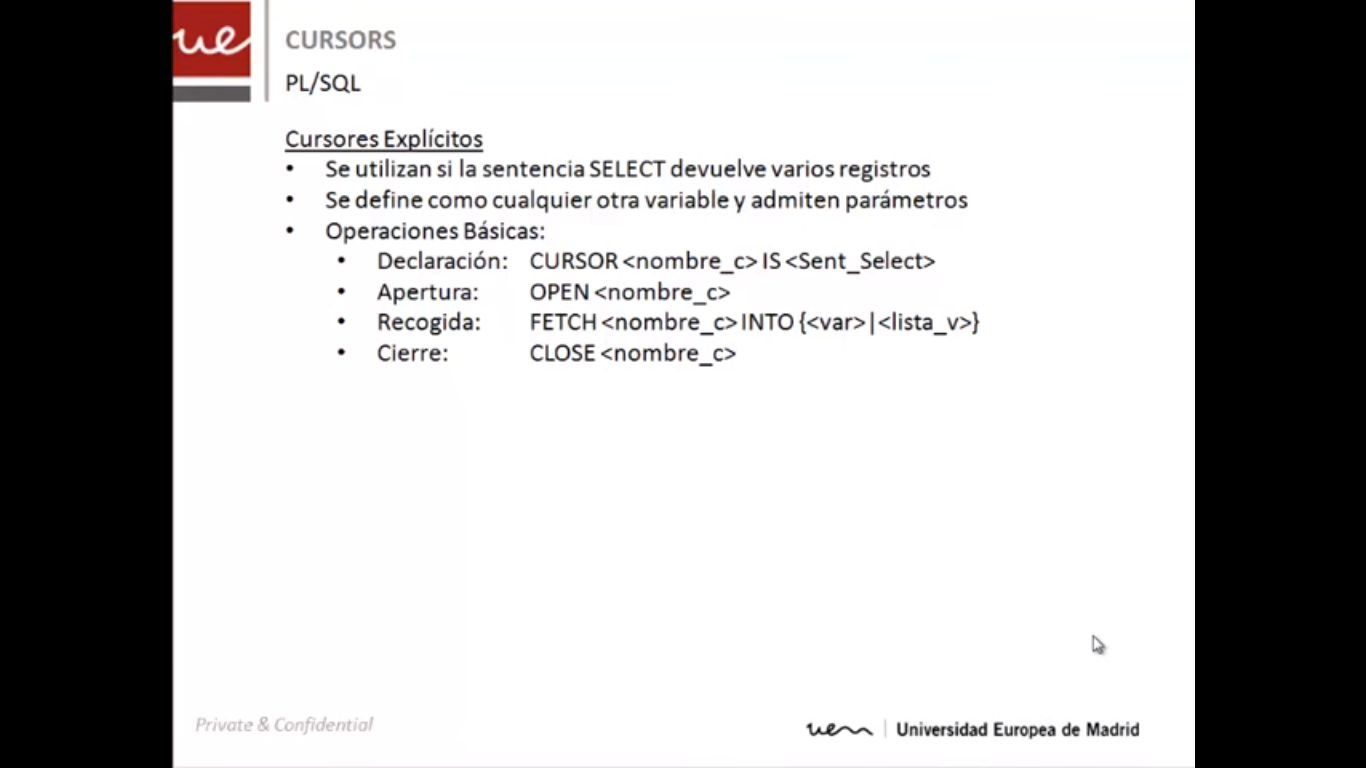 ue
CURSORS
PL/SQL
Cursores Explícitos
• Se utilizan si la sentencia SELECT devuelve varios registros
• Se define como cualquier otra variable y admiten parámetros
• Operaciones Básicas:
• Declaración: CURSOR <nombre_c> IS <Sent_Select>
• Apertura: OPEN <nombre_c>
• Recogida: FETCH <nombre_c> INTO {<var>|<lista_v>}
• Cierre: CLOSE <nombre_c>
Private & Confidential
uem Universidad Europea de Madrid